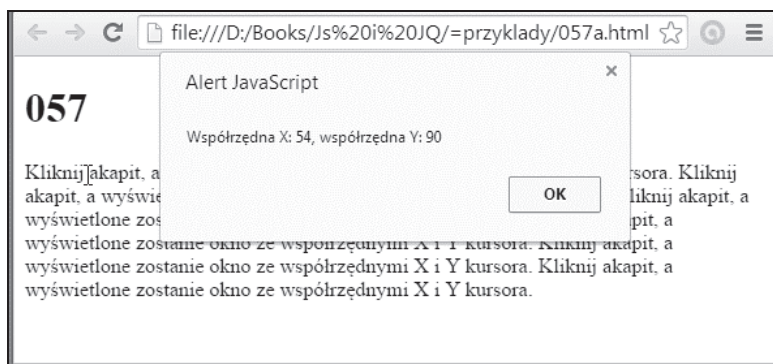 file:///D:/Books/Js%20i%20JQ/=przyklady/057a.html
Alert JavaScript
Współrzędna X: 54, współrzędna Y: 90
OK
057
Kliknij akapit, a rsora. Kliknij
akapit, a wyświe liknij akapit, a
wyświetlone zos pit, a
wyświetlone zostanie okno ze współrzędnymi X i Y kursora. Kliknij akapit, a
wyświetlone zostanie okno ze współrzędnymi X i Y kursora. Kliknij akapit, a
wyświetlone zostanie okno ze współrzędnymi X i Y kursora.